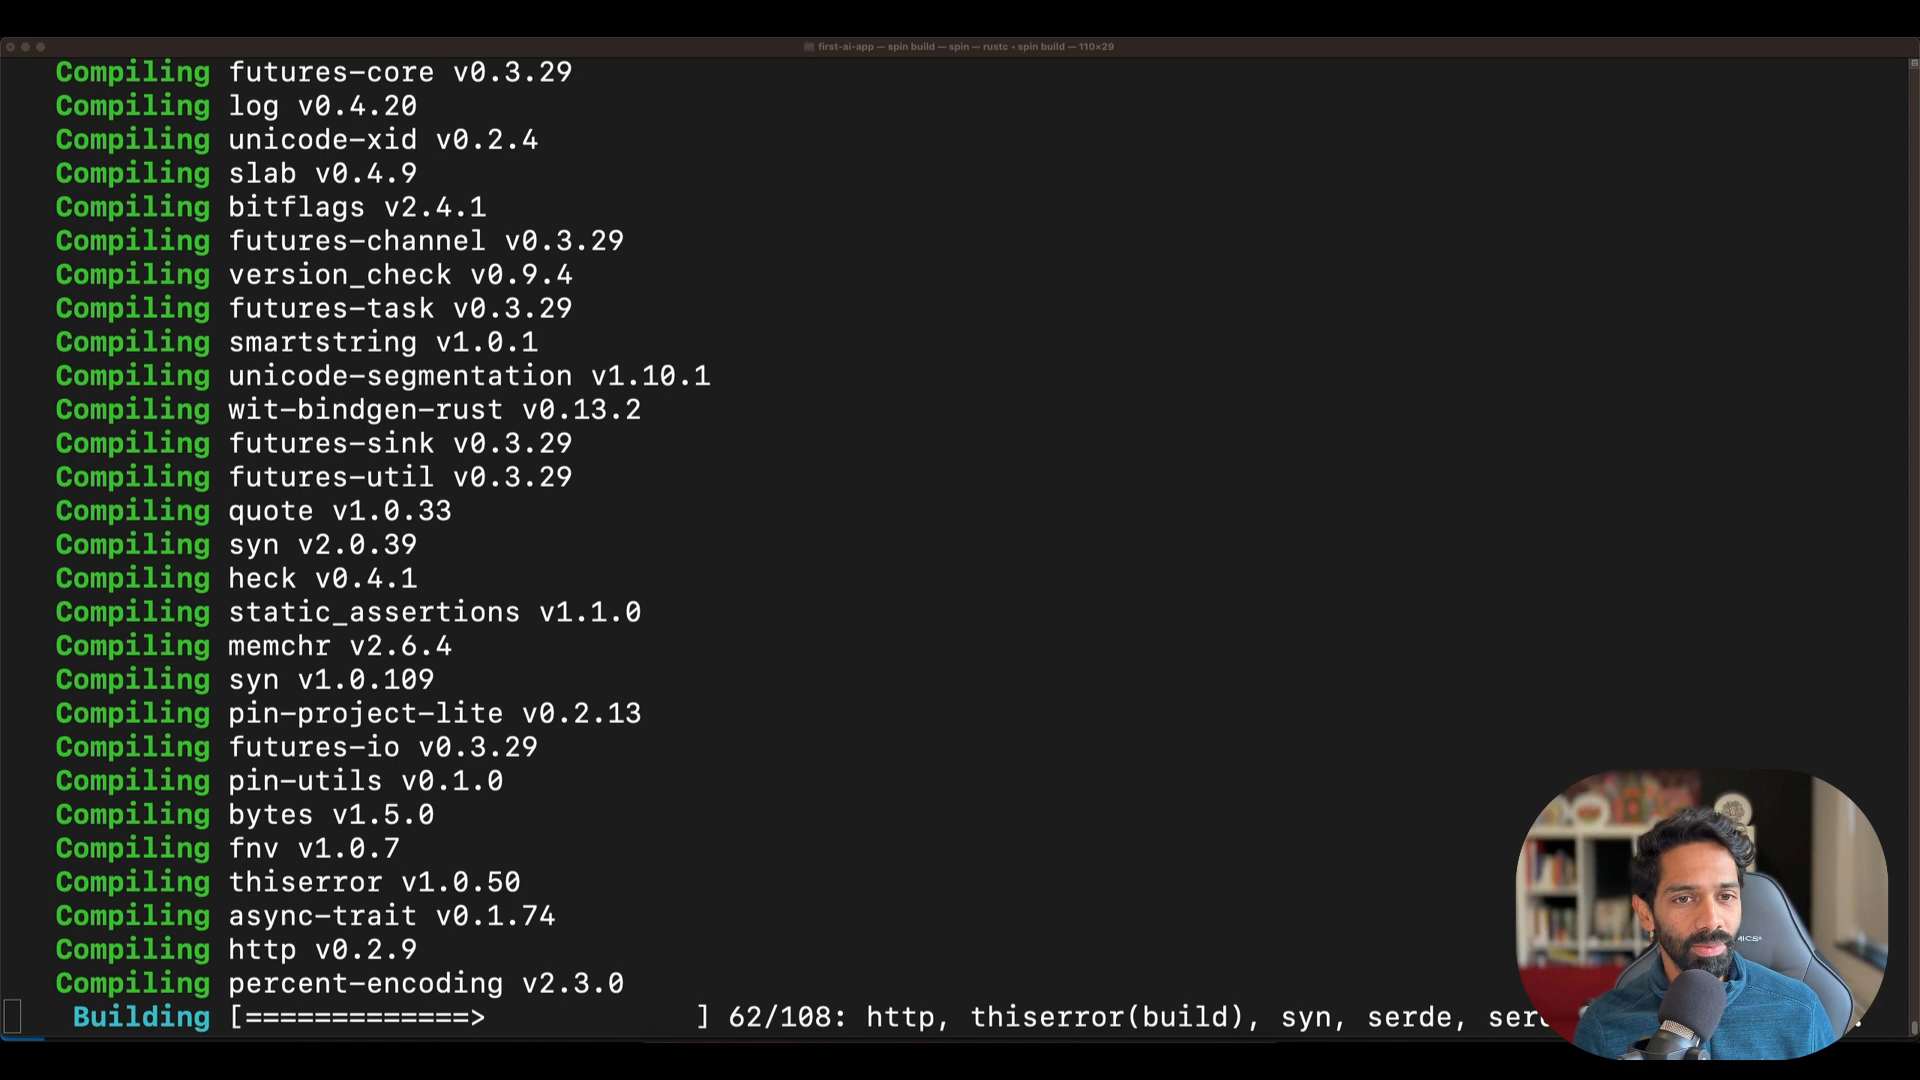 first-ai-app — spin build — spin — rustc • spin build — 110×29
Compiling futures-core v0.3.29
Compiling log v0.4.20
Compiling unicode-xid v0.2.4
Compiling slab v0.4.9
Compiling bitflags v2.4.1
Compiling futures-channel v0.3.29
Compiling version_check v0.9.4
Compiling futures-task v0.3.29
Compiling smartstring v1.0.1
Compiling unicode-segmentation v1.10.1
Compiling wit-bindgen-rust v0.13.2
Compiling futures-sink v0.3.29
Compiling futures-util v0.3.29
Compiling quote v1.0.33
Compiling syn v2.0.39
Compiling heck v0.4.1
Compiling static_assertions v1.1.0
Compiling memchr v2.6.4
Compiling syn v1.0.109
Compiling pin-project-lite v0.2.13
Compiling futures-io v0.3.29
Compiling pin-utils v0.1.0
Compiling bytes v1.5.0
Compiling fnv v1.0.7
Compiling thiserror v1.0.50
Compiling async-trait v0.1.74
Compiling http v0.2.9
Compiling percent-encoding v2.3.0
Building [=============> ] 62/108: http, thiserror(build), syn, serde,